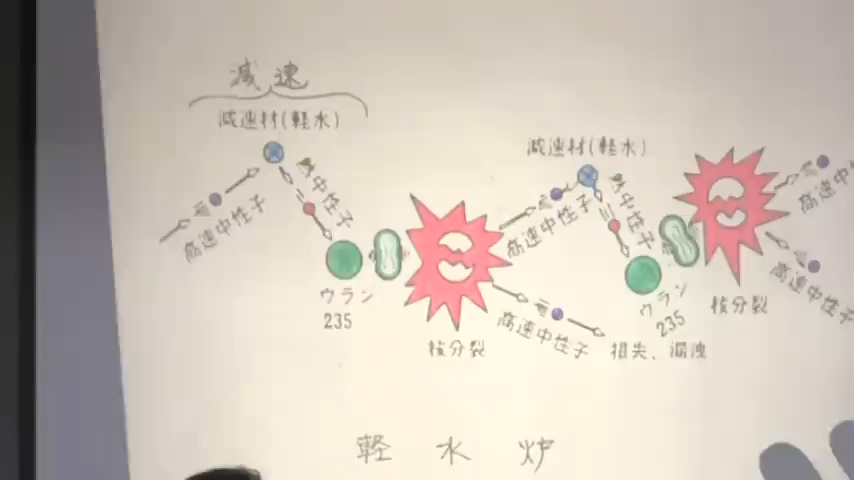 減速
減速材(軽水)
高速中性子
熱中性子
ウラン
235
核分裂
減速材(軽水)
高速中性子
熱中性子
高速中性子
損失、漏洩
ウラン
235
核分裂
高速中
高速中性子
軽水炉